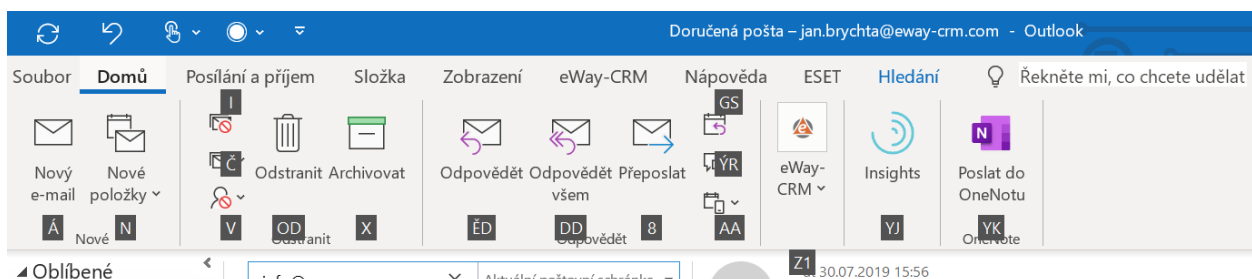 Doručená pošta – jan.brychta@eway-crm.com - Outlook
Soubor Domů Posílání a příjem Složka Zobrazení eWay-CRM Nápověda ESET Hledání Řekněte mi, co chcete udělat
I GS
N
Nový e-mail
Nové položky
Č
Odstranit Archivovat
Odpovědět
Odpovědět všem
Přeposlat
ÝR
eWay-CRM
Insights
Poslat do OneNotu
Á N V OD X ĚD DD 8 AA YJ YK
Nové Odstranit Odpovědět OneNote
Z1
Oblíbené
Aktuální poštovní schránka
30.07.2019 15:56